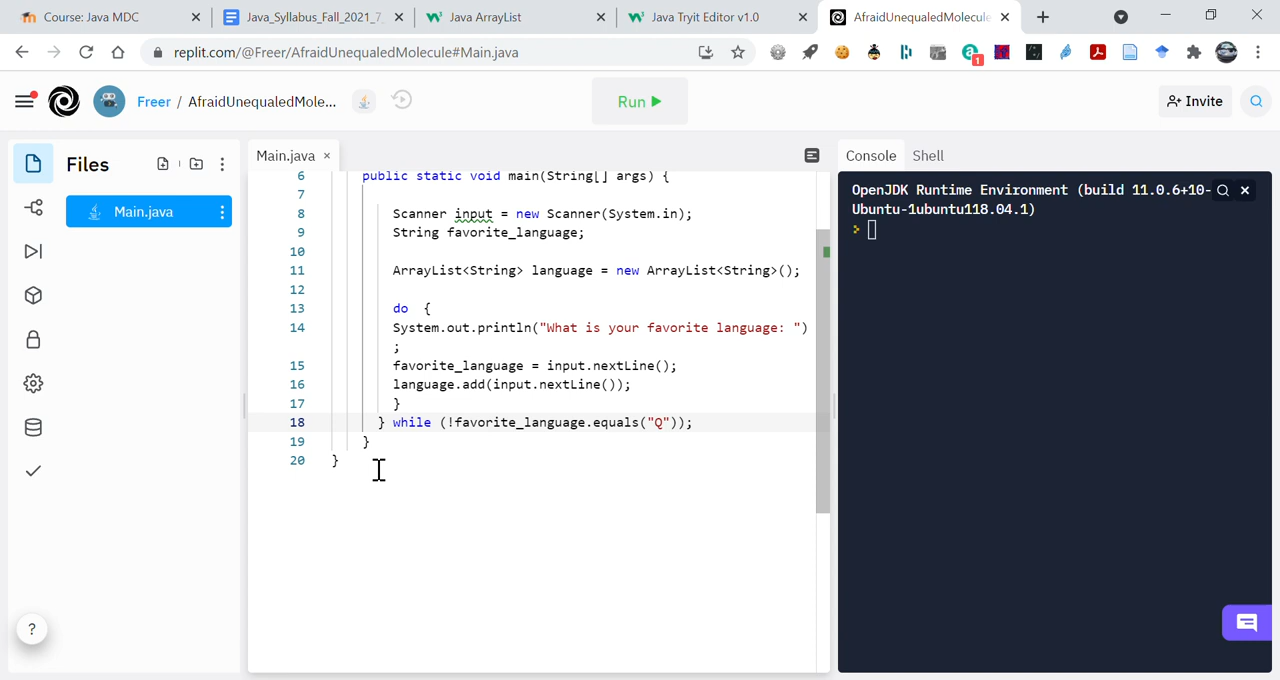 Course: Java MDC
Java_Syllabus_Fall_2021_7
Java ArrayList
Java Tryit Editor v1.0
AfraidUnequaledMolecule
replit.com/@Freer/AfraidUnequaledMolecule#Main.java
1
Freer / AfraidUnequaledMole...
Run
Invite
Files
Main.java
Main.java ×
6 public static void main(String[] args) {
7
8 Scanner input = new Scanner(System.in);
9 String favorite_language;
10
11 ArrayList<String> language = new ArrayList<String>();
12
13 do {
14 System.out.println("What is your favorite language: ")
;
15 favorite_language = input.nextLine();
16 language.add(input.nextLine());
17 }
18 } while (!favorite_language.equals("Q"));
19 }
20 }
Console Shell
OpenJDK Runtime Environment (build 11.0.6+10-
Ubuntu-1ubuntu118.04.1)
?